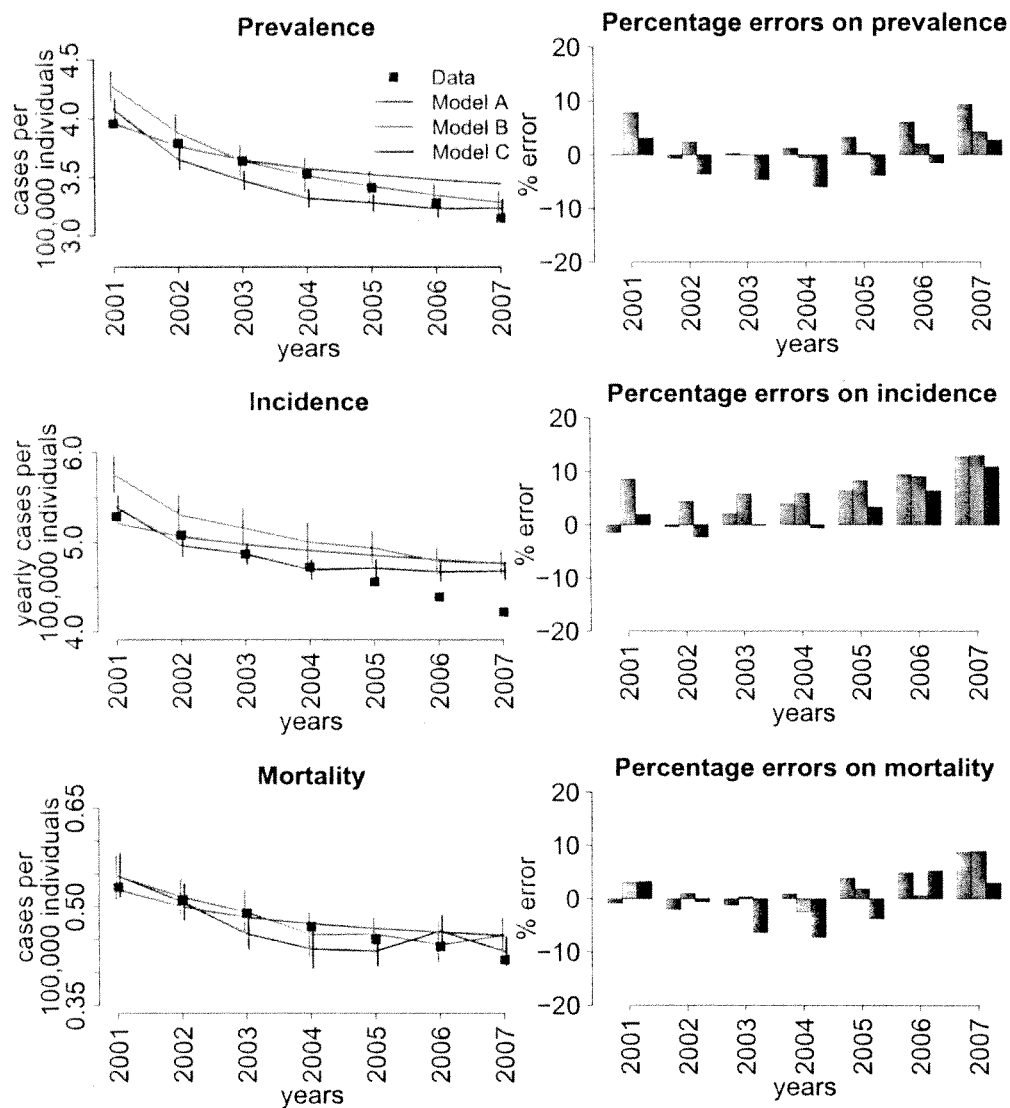 Prevalence
cases per
100,000 individuals
4.5
4.0
3.5
3.0
Data
Model A
Model B
Model C
2001
2002
2003
2004
2005
2006
2007
years
Percentage errors on prevalence
% error
20
10
0
−10
−20
2001
2002
2003
2004
2005
2006
2007
years
Incidence
yearly cases per
100,000 individuals
6.0
5.0
4.0
2001
2002
2003
2004
2005
2006
2007
years
Percentage errors on incidence
% error
20
10
0
−10
−20
2001
2002
2003
2004
2005
2006
2007
years
Mortality
cases per
100,000 individuals
0.65
0.50
0.35
2001
2002
2003
2004
2005
2006
2007
years
Percentage errors on mortality
% error
20
10
0
−10
−20
2001
2002
2003
2004
2005
2006
2007
years